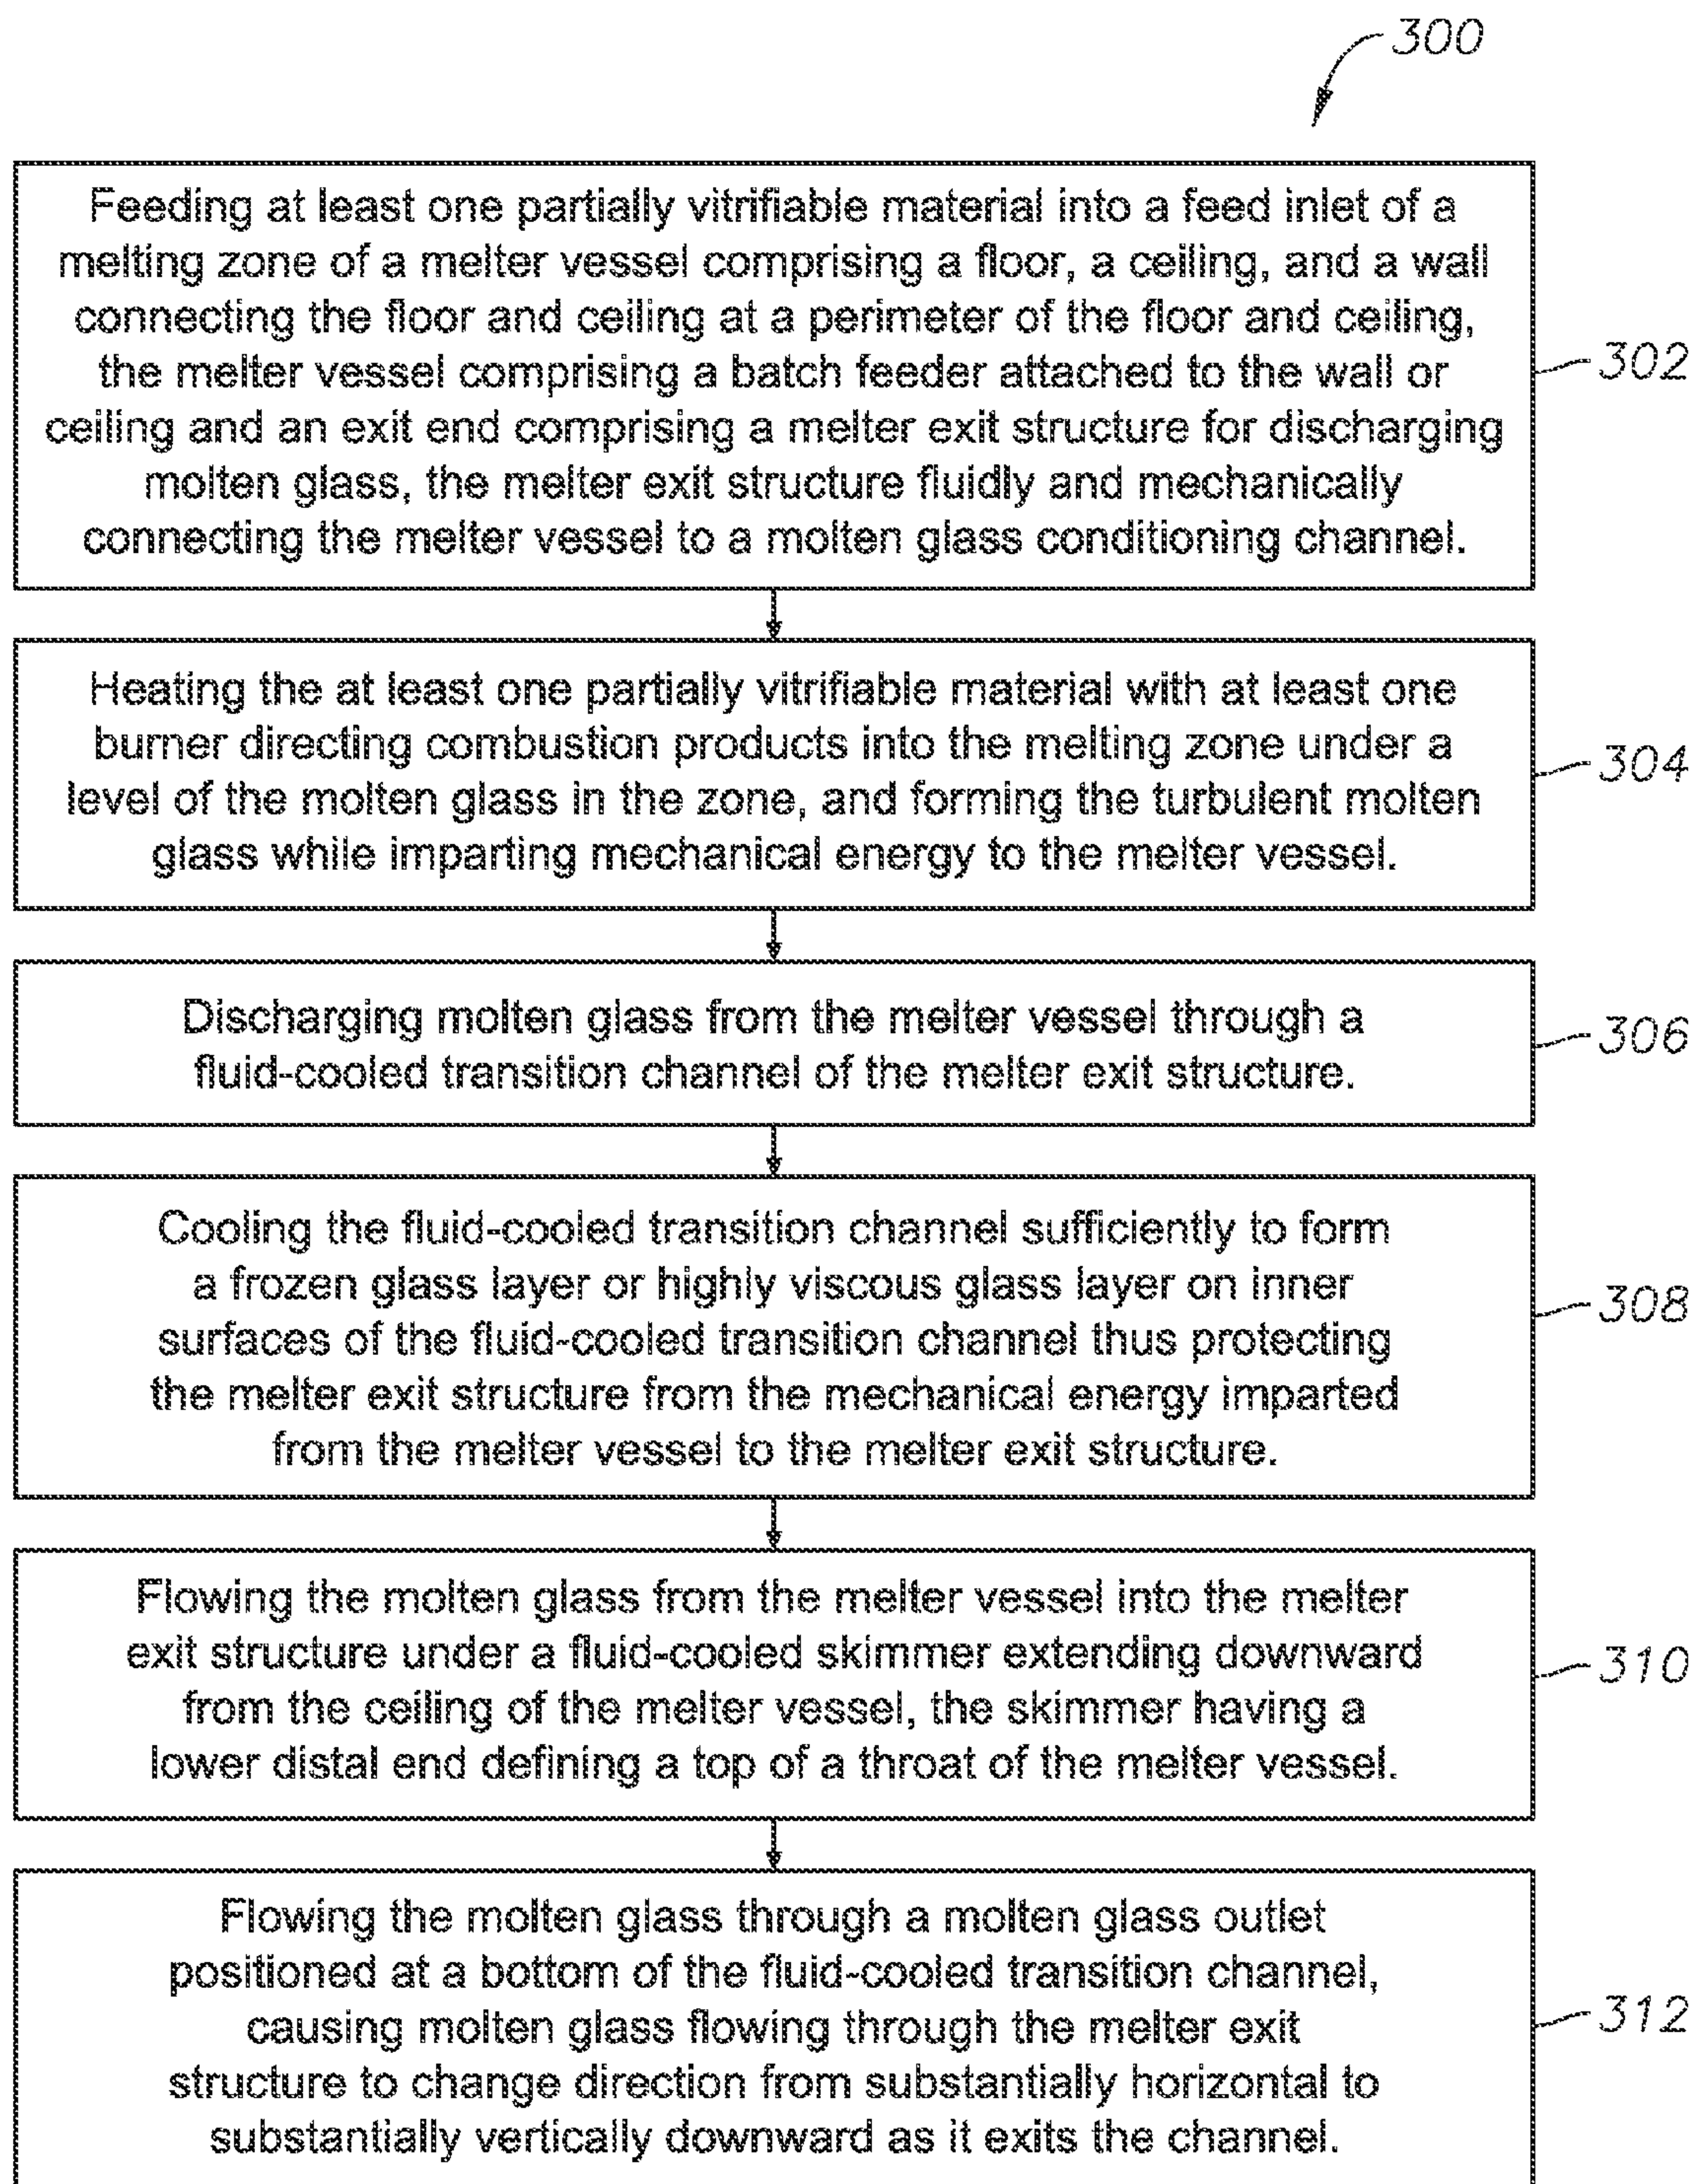 300
Feeding at least one partially vitrifiable material into a feed inlet of a
melting zone of a melter vessel comprising a floor, a ceiling, and a wall
connecting the floor and ceiling at a perimeter of the floor and ceiling,
the melter vessel comprising a batch feeder attached to the wall or
ceiling and an exit end comprising a melter exit structure for discharging
molten glass, the melter exit structure fluidly and mechanically
connecting the melter vessel to a molten glass conditioning channel.
302
Heating the at least one partially vitrifiable material with at least one
burner directing combustion products into the melting zone under a
level of the molten glass in the zone, and forming the turbulent molten
glass while imparting mechanical energy to the melter vessel.
304
Discharging molten glass from the melter vessel through a
fluid-cooled transition channel of the melter exit structure.
306
Cooling the fluid-cooled transition channel sufficiently to form
a frozen glass layer or highly viscous glass layer on inner
surfaces of the fluid-cooled transition channel thus protecting
the melter exit structure from the mechanical energy imparted
from the melter vessel to the melter exit structure.
308
Flowing the molten glass from the melter vessel into the melter
exit structure under a fluid-cooled skimmer extending downward
from the ceiling of the melter vessel, the skimmer having a
lower distal end defining a top of a throat of the melter vessel.
310
Flowing the molten glass through a molten glass outlet
positioned at a bottom of the fluid-cooled transition channel,
causing molten glass flowing through the melter exit
structure to change direction from substantially horizontal to
substantially vertically downward as it exits the channel.
312